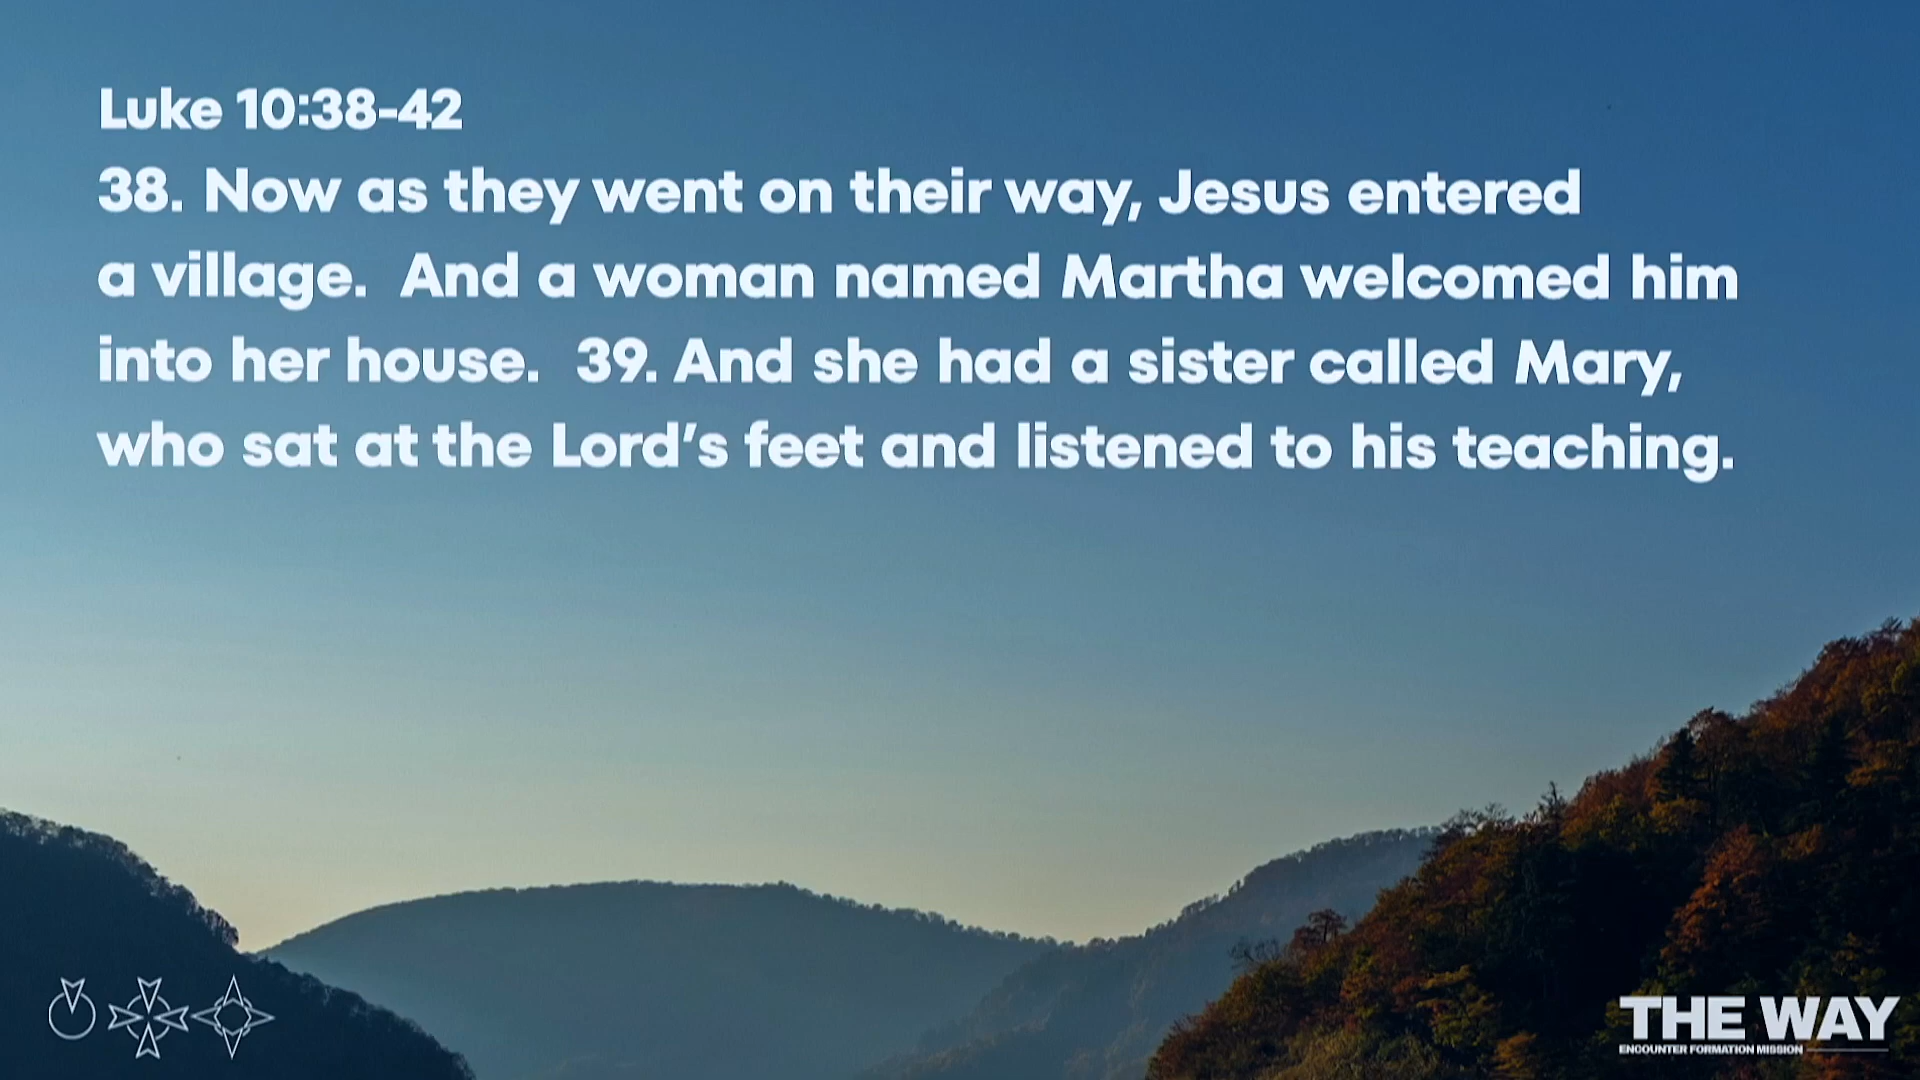 Luke 10:38-42
38. Now as they went on their way, Jesus entered
a village.  And a woman named Martha welcomed him
into her house.  39. And she had a sister called Mary,
who sat at the Lord’s feet and listened to his teaching.
THE WAY
ENCOUNTER FORMATION MISSION